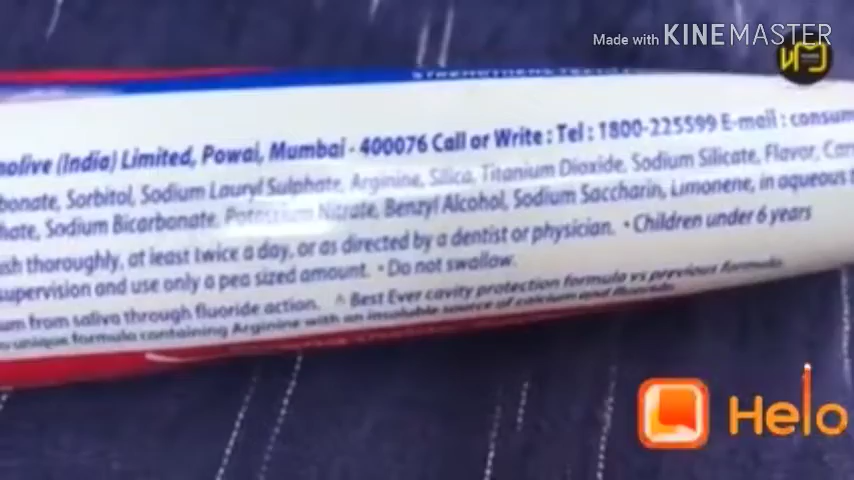 Made with KINEMASTER
molive (India) Limited, Powai, Mumbai - 400076 Call or Write : Tel : 1800-225599 E-mail : consum
bonate, Sorbitol, Sodium Lauryl Sulphate, Arginine, Silica, Titanium Dioxide, Sodium Silicate, Flavor, Car
hate, Sodium Bicarbonate, Potassium Nitrate, Benzyl Alcohol, Sodium Saccharin, Limonene, in aqueous
sh thoroughly, at least twice a day, or as directed by a dentist or physician. • Children under 6 years
supervision and use only a pea sized amount. • Do not swallow.
um from saliva through fluoride action. ^ Best Ever cavity protection formula vs previous formula
unique formula containing Arginine with an insoluble source of calcium and fluoride
Helo